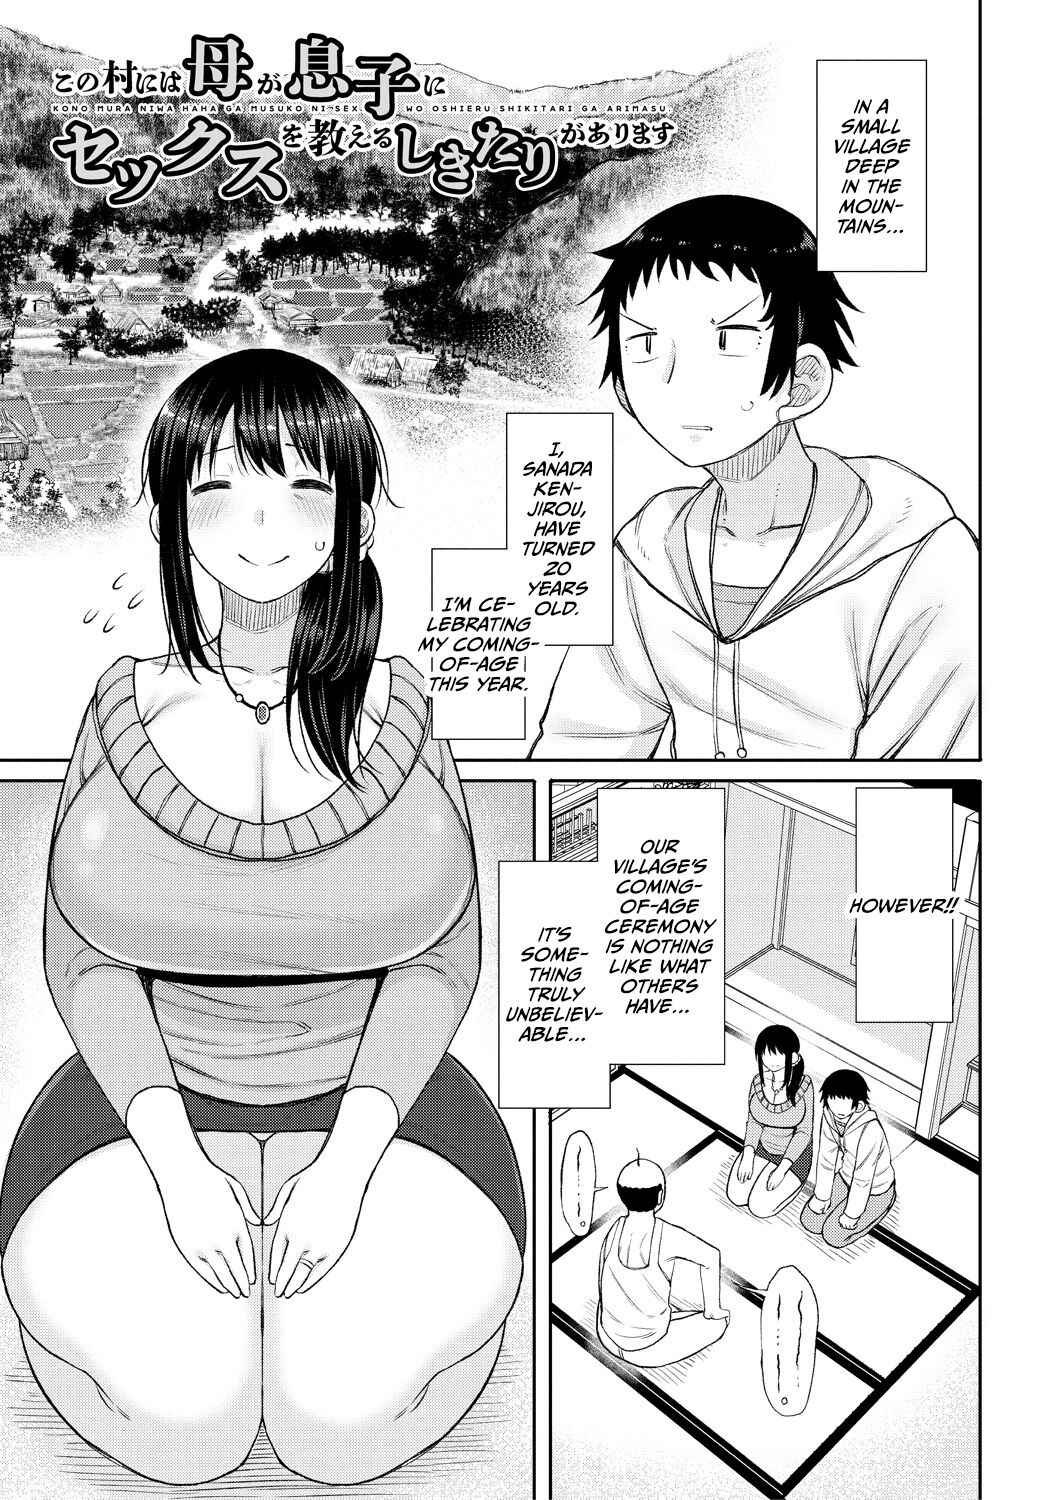 この村には母が息子に
KONO MURA NIWA HAHA GA MUSUKO NI SEX WO OSHIERU SHIKITARI GA ARIMASU.
セックスを教えるしきたりがあります
IN A
SMALL
VILLAGE
DEEP
IN THE
MOUN-
TAINS...
I,
SANADA
KEN-
JIROU,
HAVE
TURNED
20
YEARS
OLD.
I'M CE-
LEBRATING
MY COMING-
OF-AGE
THIS YEAR.
HOWEVER!!
OUR
VILLAGE'S
COMING-
OF-AGE
CEREMONY
IS NOTHING
LIKE WHAT
OTHERS
HAVE...
IT'S
SOME-
THING
TRULY
UNBELIEV-
ABLE...